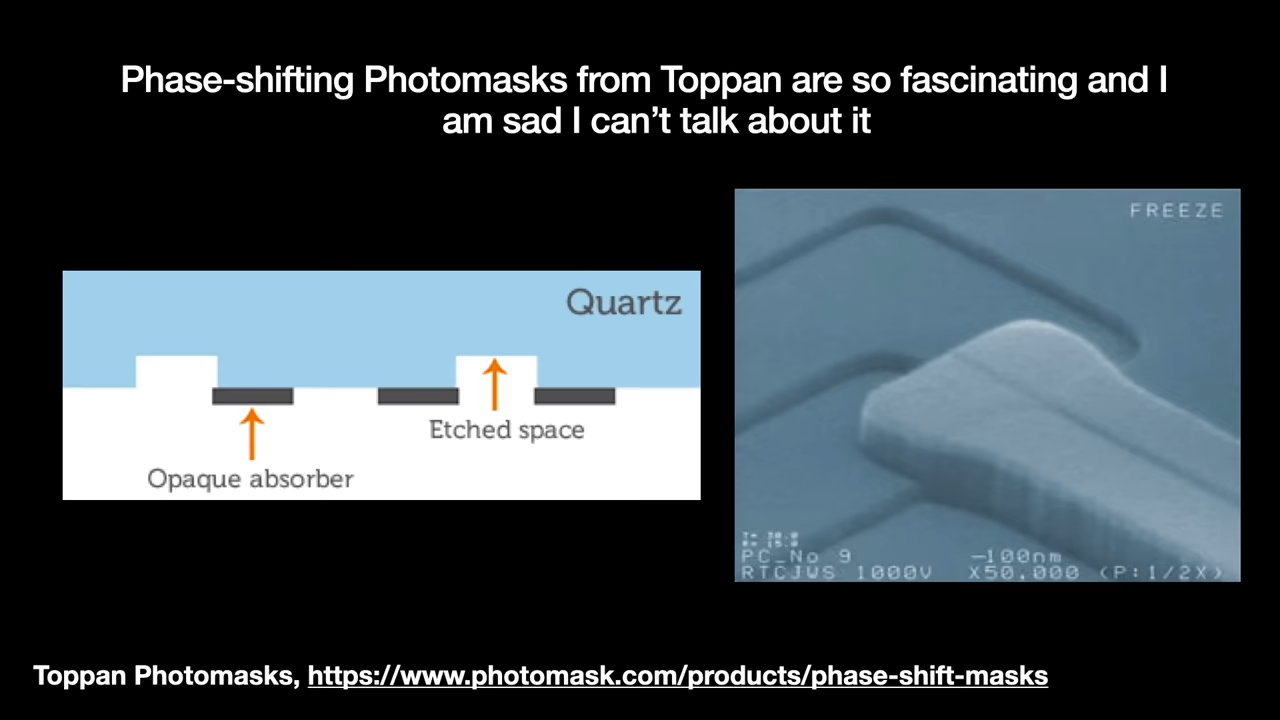 Phase-shifting Photomasks from Toppan are so fascinating and I
am sad I can't talk about it
Quartz
Etched space
Opaque absorber
FREEZE
PC_No 9
—100nm
RTCJWS 1000V
X50,000 (P:1/2X)
Toppan Photomasks, https://www.photomask.com/products/phase-shift-masks